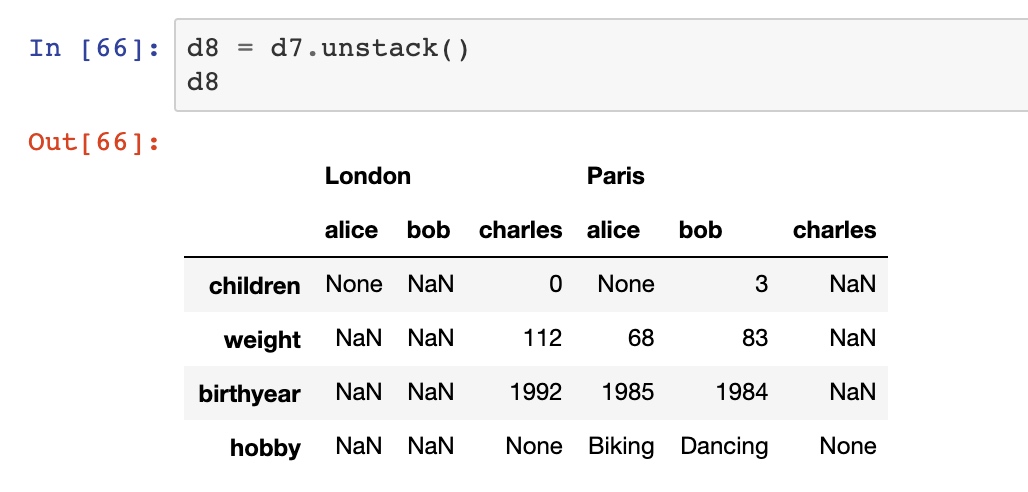 In [66]: d8 = d7.unstack()
d8
Out[66]:
London Paris
alice bob charles alice bob charles
children None NaN 0 None 3 NaN
weight NaN NaN 112 68 83 NaN
birthyear NaN NaN 1992 1985 1984 NaN
hobby NaN NaN None Biking Dancing None